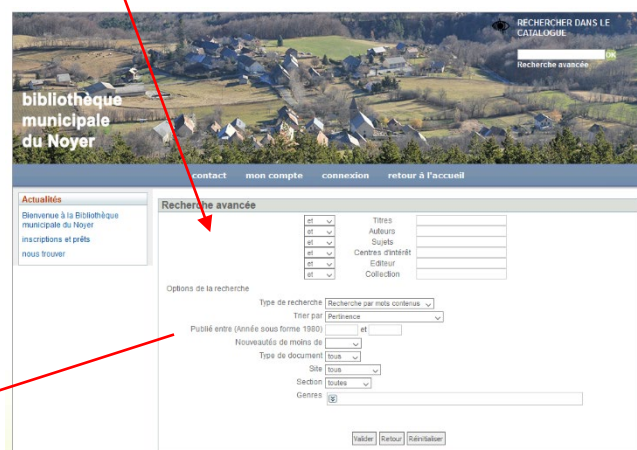 RECHERCHER DANS LE
CATALOGUE
OK
Recherche avancée
bibliothèque
municipale
du Noyer
contact mon compte connexion retour à l'accueil
Actualités
Bienvenue à la Bibliothèque
municipale du Noyer
inscriptions et prêts
nous trouver
Recherche avancée
et Titres
et Auteurs
et Sujets
et Centres d'intérêt
et Editeur
et Collection
Options de la recherche
Type de recherche Recherche par mots contenus
Trier par Pertinence
Publié entre (Année sous forme 1980) et
Nouveautés de moins de
Type de document tous
Site tous
Section toutes
Genres
Valider Retour Réinitialiser